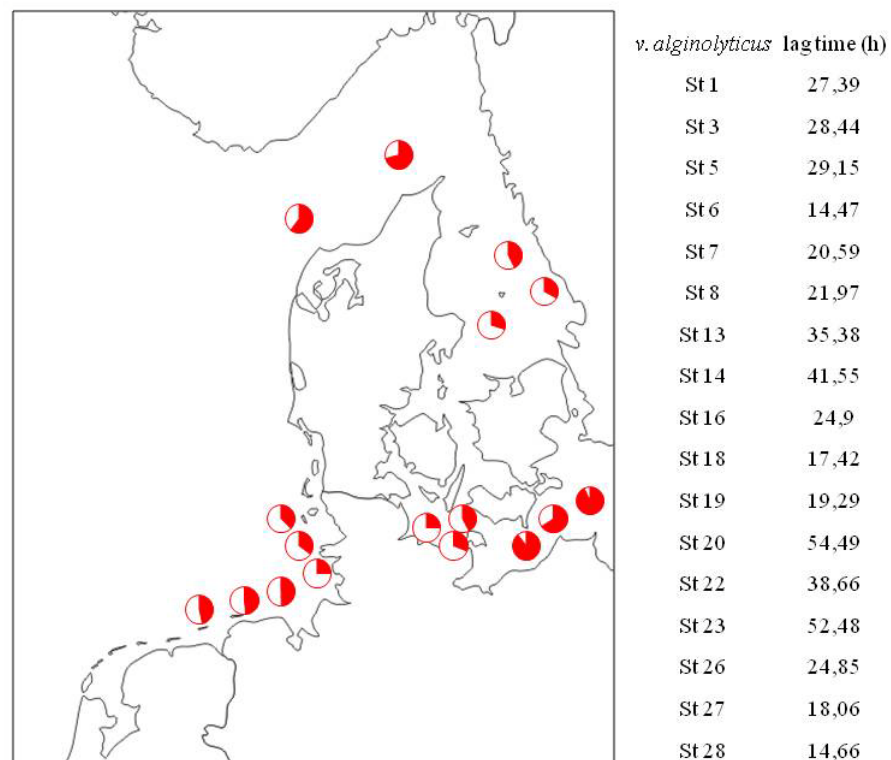 v. alginolyticus lag time (h)
St 1 27,39
St 3 28,44
St 5 29,15
St 6 14,47
St 7 20,59
St 8 21,97
St 13 35,38
St 14 41,55
St 16 24,9
St 18 17,42
St 19 19,29
St 20 54,49
St 22 38,66
St 23 52,48
St 26 24,85
St 27 18,06
St 28 14,66